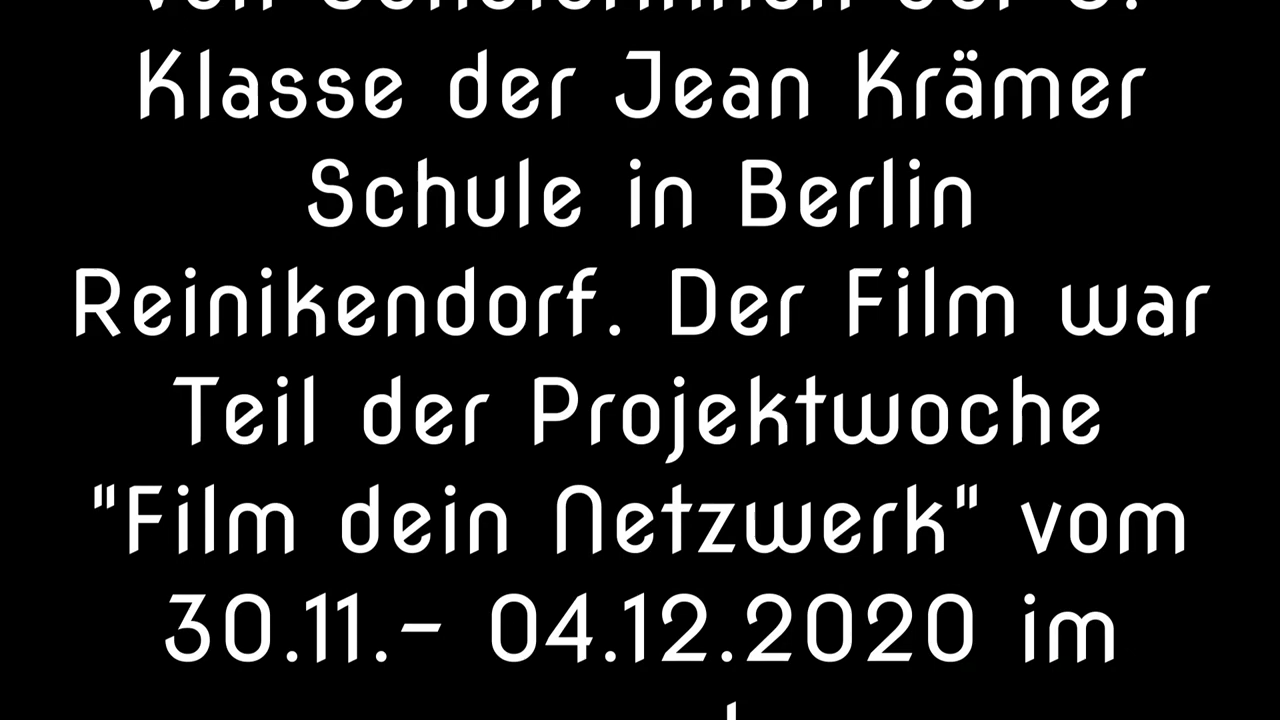 Klasse der Jean Krämer
Schule in Berlin
Reinikendorf. Der Film war
Teil der Projektwoche
"Film dein Netzwerk" vom
30.11.- 04.12.2020 im